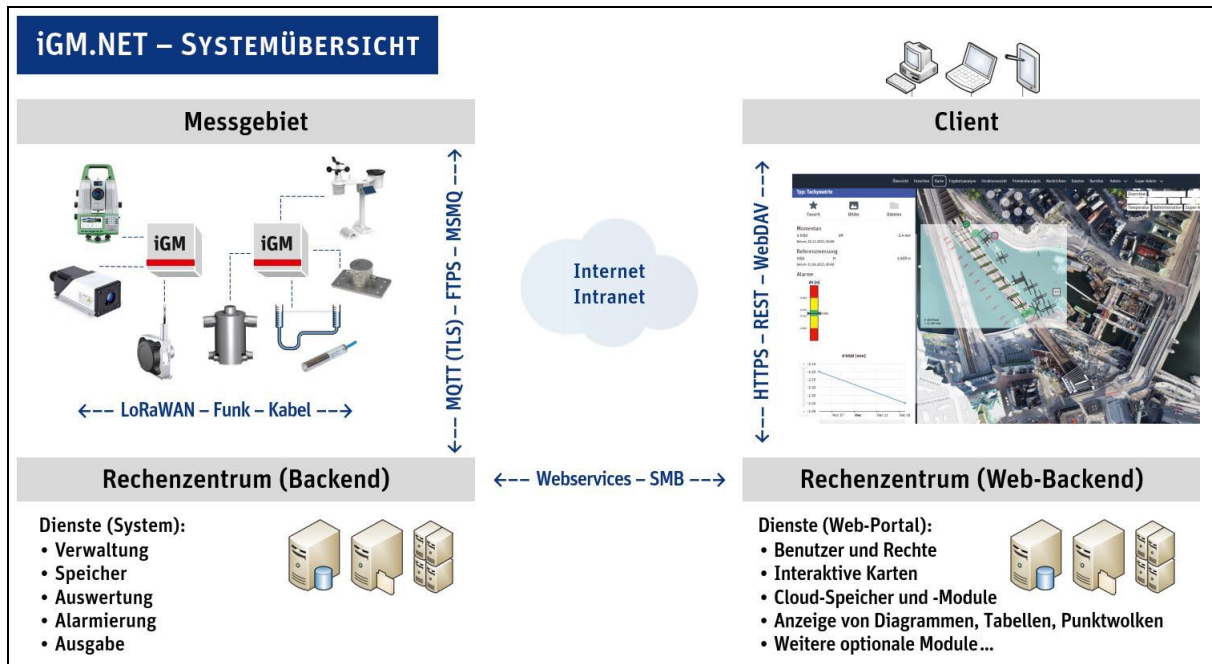 iGM.NET – SYSTEMÜBERSICHT
Messgebiet
iGM
iGM
LoRaWAN – Funk – Kabel
MQTT (TLS) – FTPS – MSMQ
Internet
Intranet
Client
HTTPS – REST – WebDAV
Übersicht Favoriten Karte
Typ: Tachymetrie
Favorit Bilder Dateien
Momentan
Referenzmessung
Alarme
Rechenzentrum (Backend)
Webservices – SMB
Rechenzentrum (Web-Backend)
Dienste (System):
• Verwaltung
• Speicher
• Auswertung
• Alarmierung
• Ausgabe
Dienste (Web-Portal):
• Benutzer und Rechte
• Interaktive Karten
• Cloud-Speicher und -Module
• Anzeige von Diagrammen, Tabellen, Punktwolken
• Weitere optionale Module...